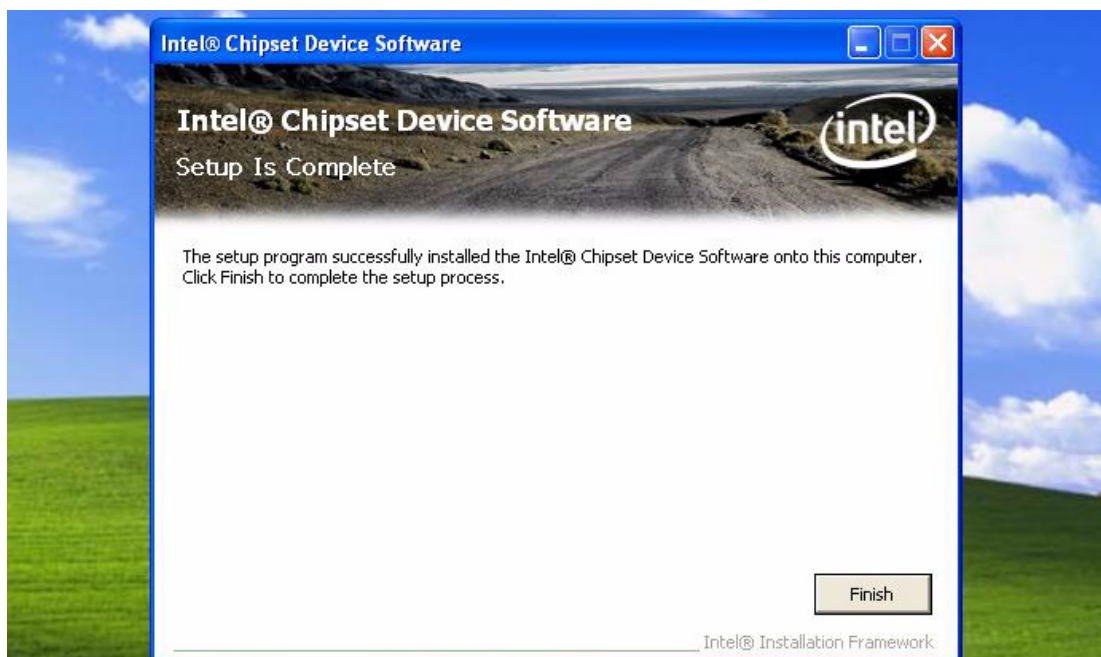 Intel® Chipset Device Software
Intel® Chipset Device Software
intel
Setup Is Complete
The setup program successfully installed the Intel® Chipset Device Software onto this computer.
Click Finish to complete the setup process.
Finish
Intel® Installation Framework